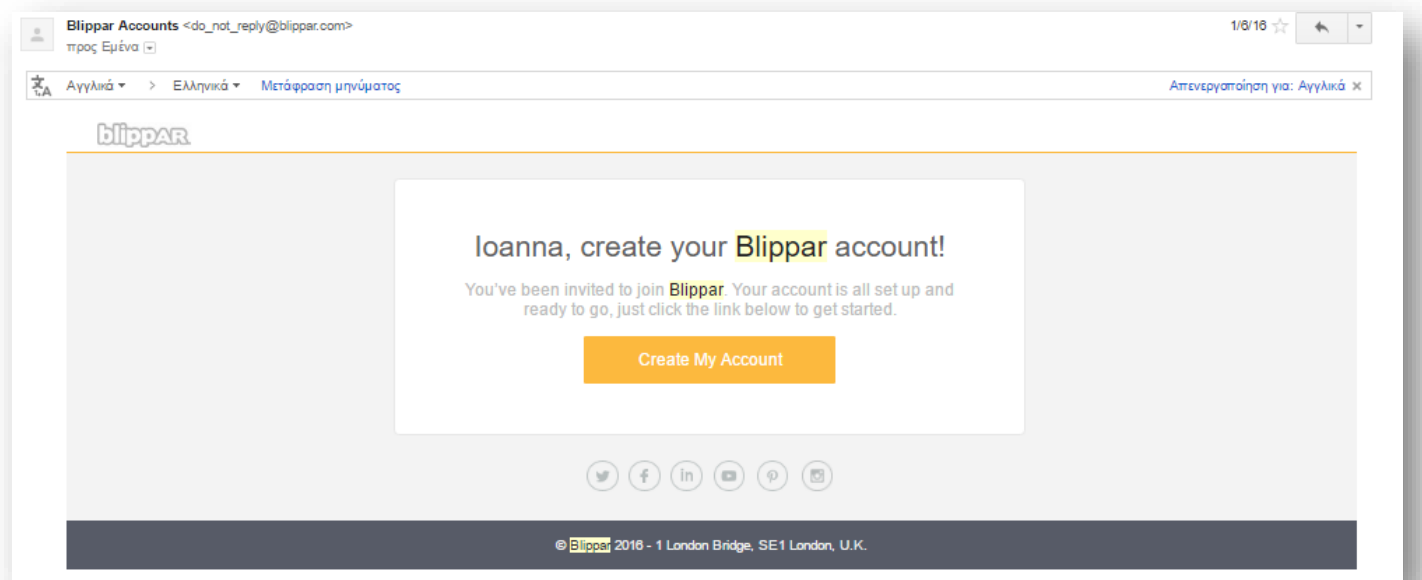 Blippar Accounts <do_not_reply@blippar.com>
1/6/16
προς Εμένα
Αγγλικά > Ελληνικά Μετάφραση μηνύματος
Απενεργοποίηση για: Αγγλικά ×
blippar
Ioanna, create your Blippar account!
You've been invited to join Blippar. Your account is all set up and
ready to go, just click the link below to get started.
Create My Account
© Blippar 2016 - 1 London Bridge, SE1 London, U.K.